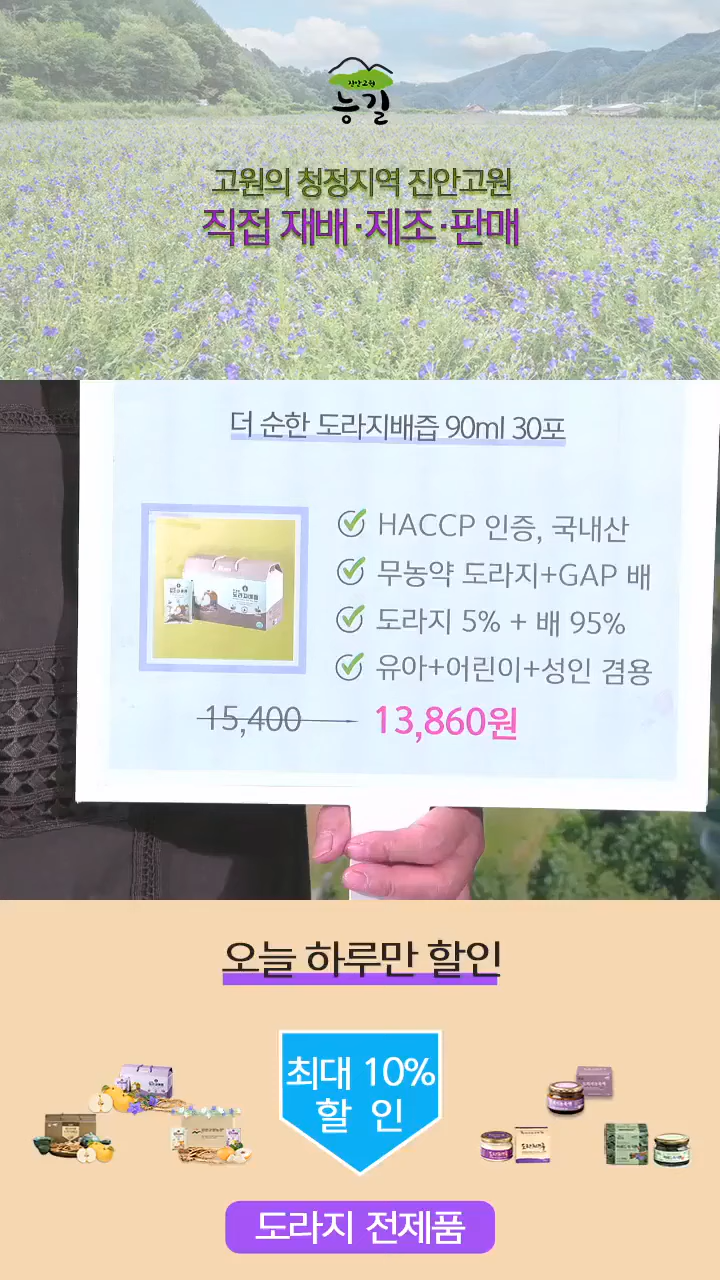 진안고원
능길
고원의 청정지역 진안고원
직접 재배·제조·판매
더 순한 도라지배즙 90ml 30포
HACCP 인증, 국내산
무농약 도라지+GAP 배
도라지 5% + 배 95%
유아+어린이+성인 겸용
15,400 13,860원
오늘 하루만 할인
최대 10%
할 인
도라지 전제품